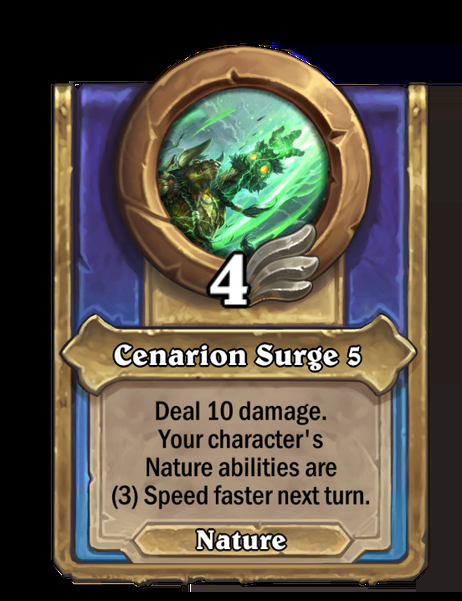 4
Cenarion Surge 5
Deal 10 damage.
Your character's
Nature abilities are
(3) Speed faster next turn.
Nature